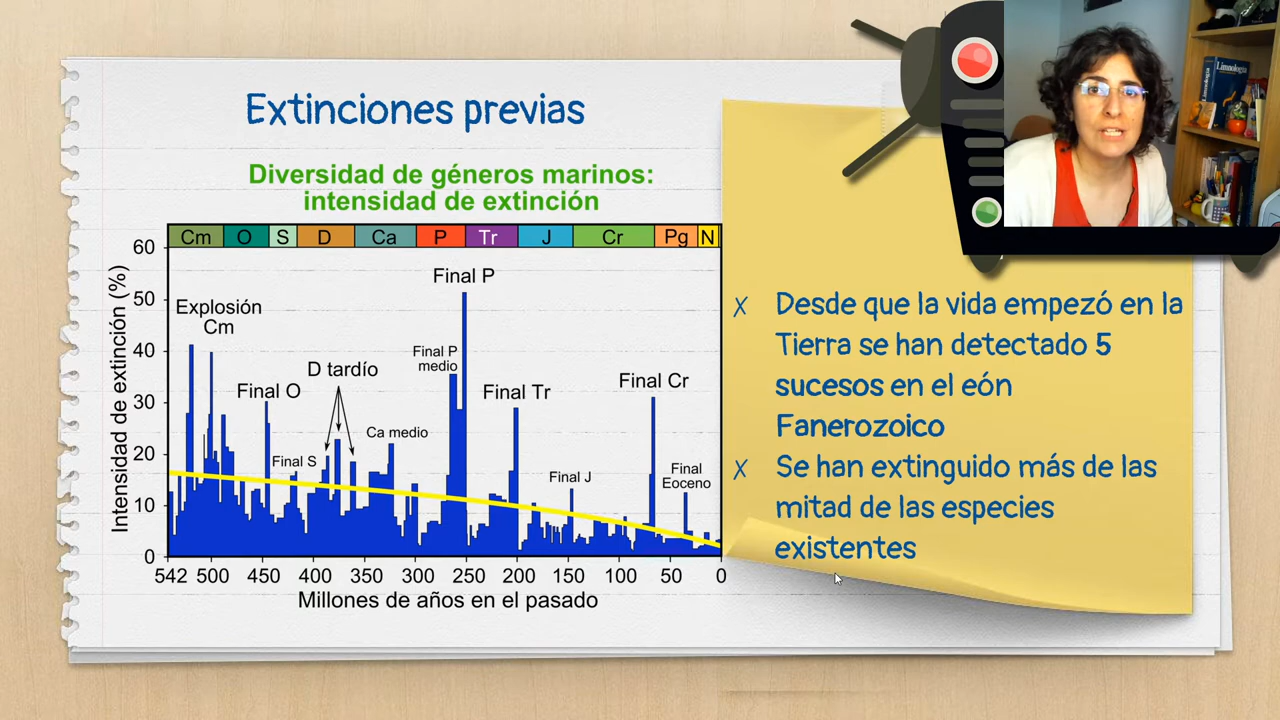 Extinciones previas
Diversidad de géneros marinos:
intensidad de extinción
Cm O S D Ca P Tr J Cr Pg N
Intensidad de extinción (%)
60
50
40
30
20
10
0
Explosión
Cm
Final O
Final S
D tardío
Ca medio
Final P
medio
Final P
Final Tr
Final J
Final Cr
Final
Eoceno
542 500 450 400 350 300 250 200 150 100 50 0
Millones de años en el pasado
X Desde que la vida empezó en la
Tierra se han detectado 5
sucesos en el eón
Fanerozoico
X Se han extinguido más de las
mitad de las especies
existentes
Limnología